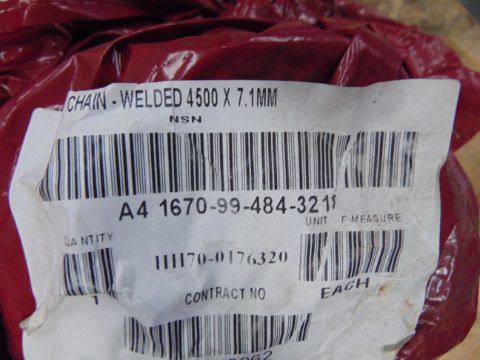 CHAIN - WELDED 4500 X 7.1MM
NSN
A4 1670-99-484-321
UNIT F MEASURE
QUANTITY
HH70-0176320
1
EACH
CONTRACT NO